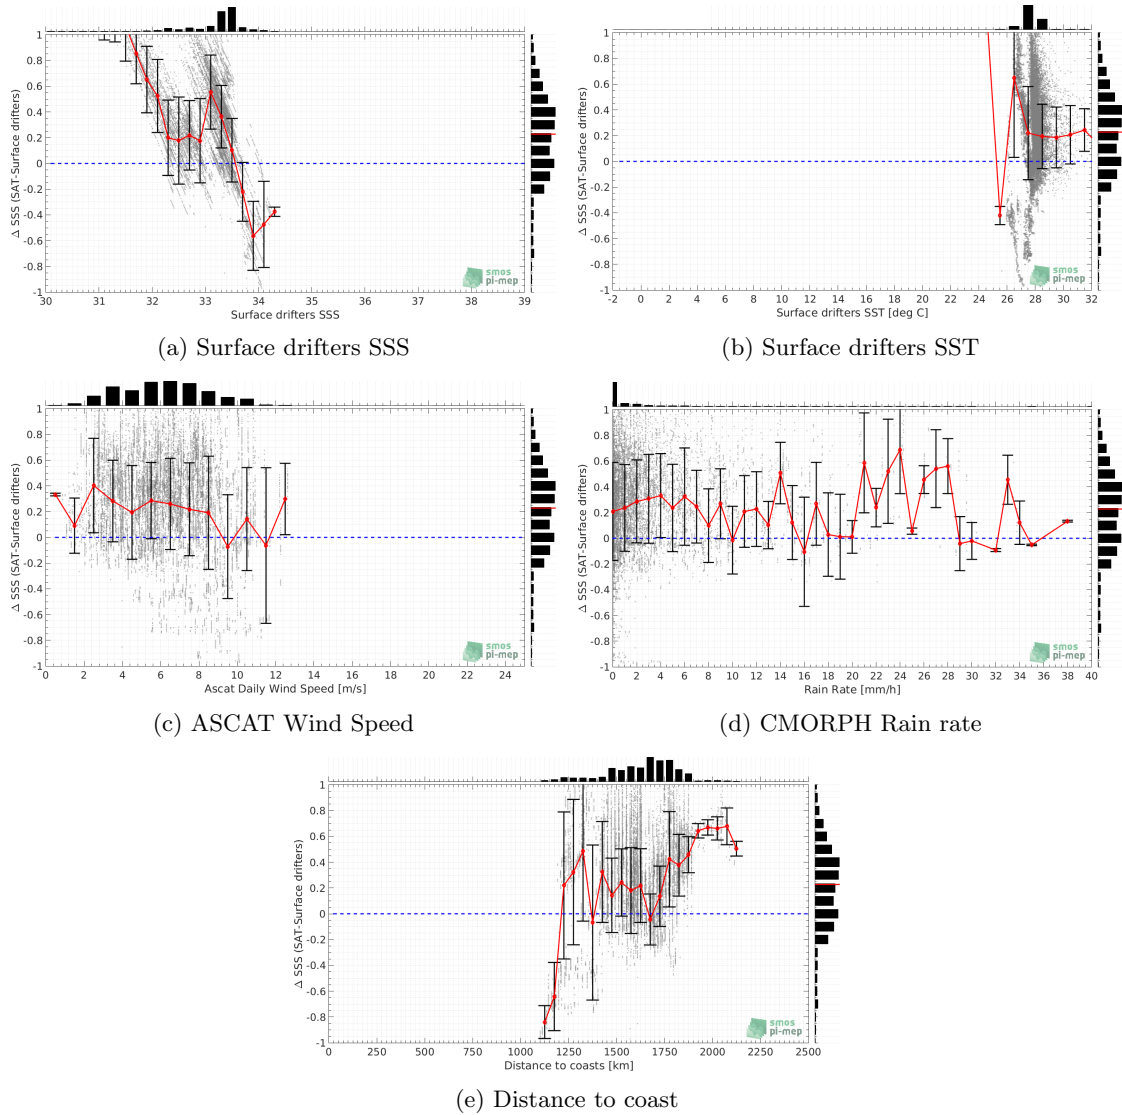 1
0.8
0.6
0.4
0.2
0
-0.2
-0.4
-0.6
-0.8
-1
Δ SSS (SAT-Surface drifters)
30 31 32 33 34 35 36 37 38 39
Surface drifters SSS
smos
pi-mep
(a) Surface drifters SSS
1
0.8
0.6
0.4
0.2
0
-0.2
-0.4
-0.6
-0.8
-1
Δ SSS (SAT-Surface drifters)
-2 0 2 4 6 8 10 12 14 16 18 20 22 24 26 28 30 32
Surface drifters SST [deg C]
smos
pi-mep
(b) Surface drifters SST
1
0.8
0.6
0.4
0.2
0
-0.2
-0.4
-0.6
-0.8
-1
Δ SSS (SAT-Surface drifters)
0 2 4 6 8 10 12 14 16 18 20 22 24
Ascat Daily Wind Speed [m/s]
smos
pi-mep
(c) ASCAT Wind Speed
1
0.8
0.6
0.4
0.2
0
-0.2
-0.4
-0.6
-0.8
-1
Δ SSS (SAT-Surface drifters)
0 2 4 6 8 10 12 14 16 18 20 22 24 26 28 30 32 34 36 38 40
Rain Rate [mm/h]
smos
pi-mep
(d) CMORPH Rain rate
1
0.8
0.6
0.4
0.2
0
-0.2
-0.4
-0.6
-0.8
-1
Δ SSS (SAT-Surface drifters)
0 250 500 750 1000 1250 1500 1750 2000 2250 2500
Distance to coasts [km]
smos
pi-mep
(e) Distance to coast